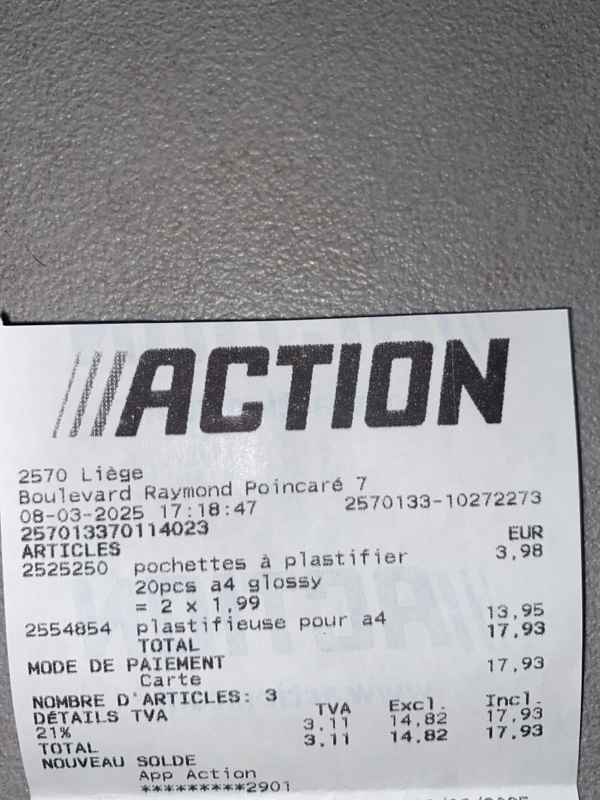 ACTION
2570 Liège
Boulevard Raymond Poincaré 7
08-03-2025 17:18:47 2570133-10272273
257013370114023
ARTICLES EUR
2525250 pochettes à plastifier 3,98
20pcs a4 glossy
= 2 x 1,99
2554854 plastifieuse pour a4 13,95
TOTAL 17,93
MODE DE PAIEMENT
Carte 17,93
NOMBRE D'ARTICLES: 3
DÉTAILS TVA TVA Excl. Incl.
21% 3,11 14,82 17,93
TOTAL 3,11 14,82 17,93
NOUVEAU SOLDE
App Action
*********2901